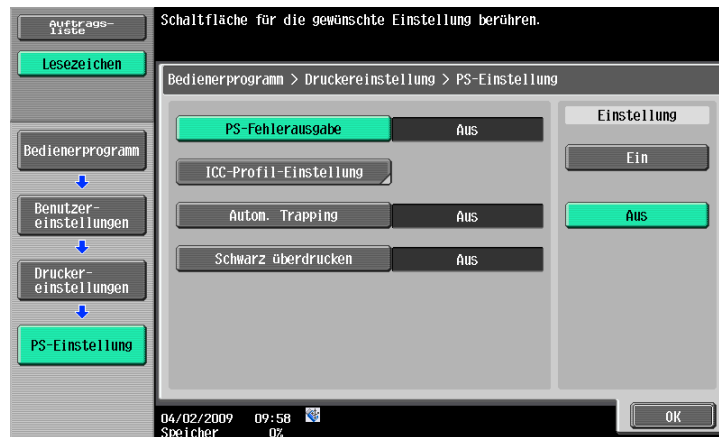 Auftrags-
liste
Schaltfläche für die gewünschte Einstellung berühren.
Lesezeichen
Bedienerprogramm > Druckereinstellung > PS-Einstellung
PS-Fehlerausgabe Aus
Einstellung
Ein
ICC-Profil-Einstellung
Autom. Trapping Aus
Aus
Schwarz überdrucken Aus
Bedienerprogramm
Benutzer-
einstellungen
Drucker-
einstellungen
PS-Einstellung
04/02/2009 09:58
Speicher 0%
OK